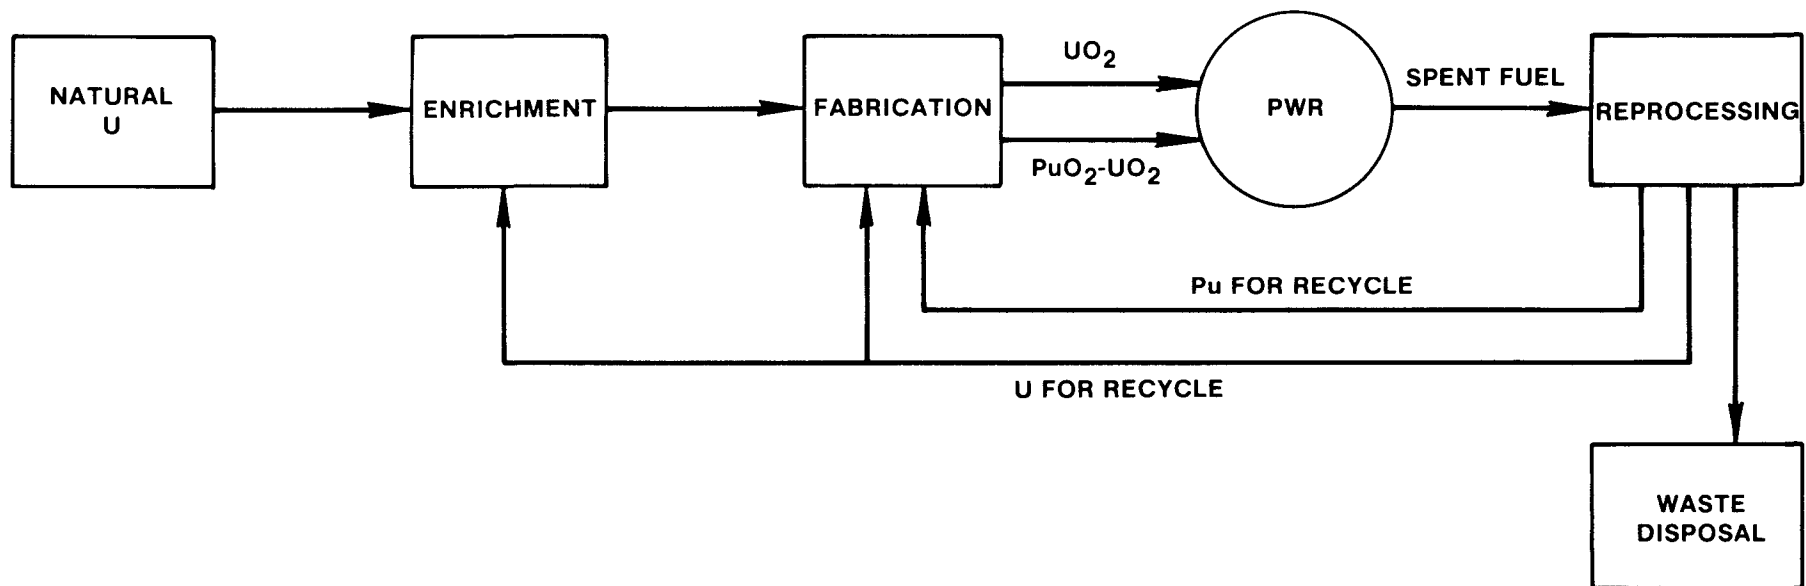 NATURAL
U
ENRICHMENT
FABRICATION
UO₂
PuO₂-UO₂
PWR
SPENT FUEL
REPROCESSING
Pu FOR RECYCLE
U FOR RECYCLE
WASTE
DISPOSAL